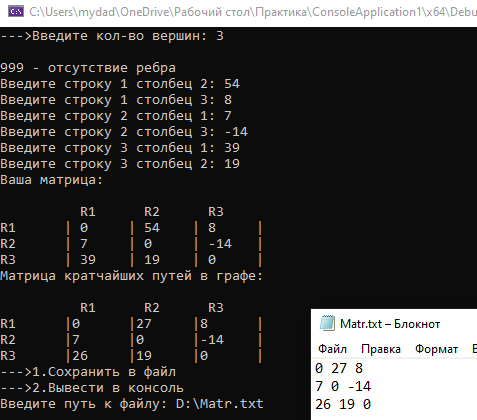 C:\Users\mydad\OneDrive\Рабочий стол\Практика\ConsoleApplication1\x64\Debu
--->Введите кол-во вершин: 3
999 - отсутствие ребра
Введите строку 1 столбец 2: 54
Введите строку 1 столбец 3: 8
Введите строку 2 столбец 1: 7
Введите строку 2 столбец 3: -14
Введите строку 3 столбец 1: 39
Введите строку 3 столбец 2: 19
Ваша матрица:
R1 R2 R3
R1 | 0 | 54 | 8 |
R2 | 7 | 0 | -14 |
R3 | 39 | 19 | 0 |
Матрица кратчайших путей в графе:
R1 R2 R3
R1 |0 |27 |8 |
R2 |7 |0 |-14 |
R3 |26 |19 |0 |
--->1.Сохранить в файл
--->2.Вывести в консоль
Введите путь к файлу: D:\Matr.txt
Matr.txt – Блокнот
Файл Правка Формат В
0 27 8
7 0 -14
26 19 0